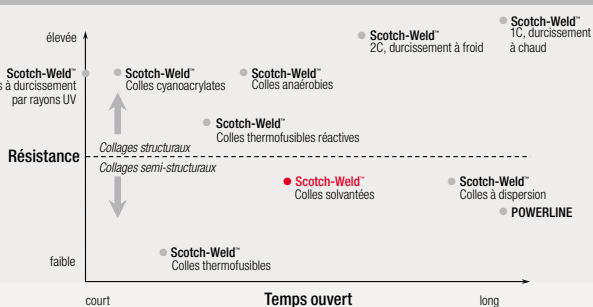 élevée
Scotch-Weld™
1C, durcissement
à chaud
Scotch-Weld™
2C, durcissement à froid
Scotch-Weld™
s à durcissement
par rayons UV
Scotch-Weld™
Colles cyanoacrylates
Scotch-Weld™
Colles anaérobies
Scotch-Weld™
Colles thermofusibles réactives
Résistance
Collages structuraux
Collages semi-structuraux
Scotch-Weld™
Colles solvantées
Scotch-Weld™
Colles à dispersion
POWERLINE
Scotch-Weld™
Colles thermofusibles
faible
court
Temps ouvert
long